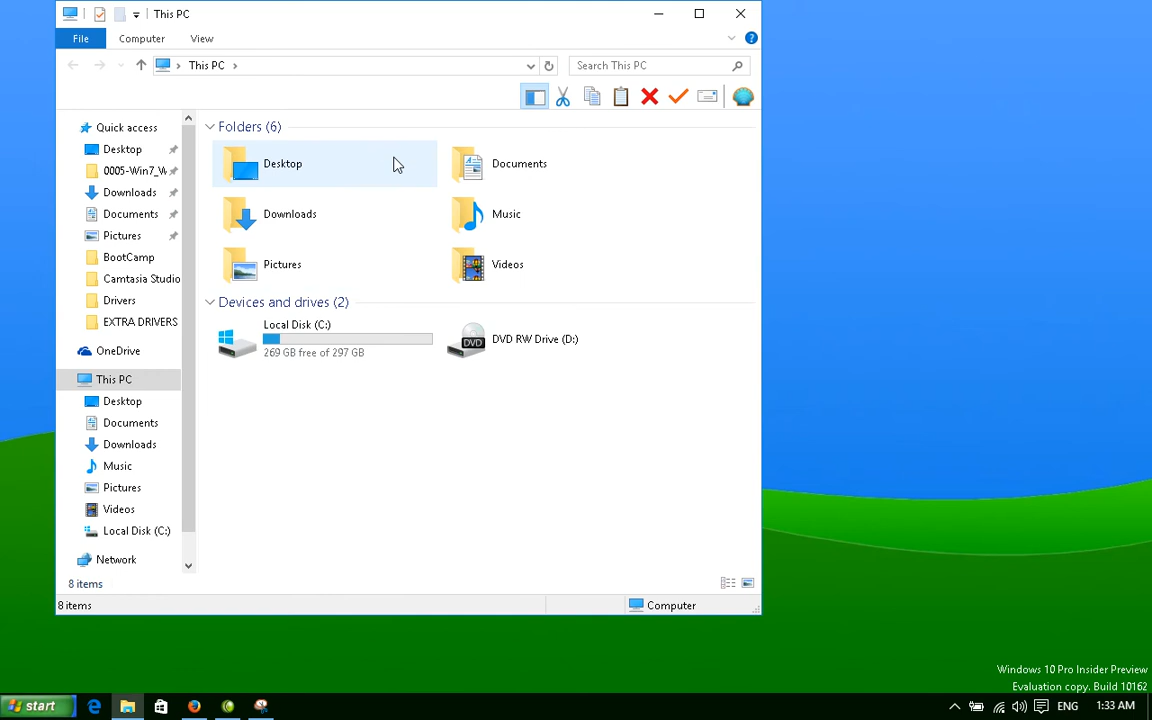 This PC
File Computer View
This PC
Search This PC
Quick access
Desktop
0005-Win7_W
Downloads
Documents
Pictures
BootCamp
Camtasia Studio
Drivers
EXTRA DRIVERS
OneDrive
This PC
Desktop
Documents
Downloads
Music
Pictures
Videos
Local Disk (C:)
Network
Folders (6)
Desktop
Documents
Downloads
Music
Pictures
Videos
Devices and drives (2)
Local Disk (C:)
269 GB free of 297 GB
DVD
DVD RW Drive (D:)
8 items
8 items
Computer
Windows 10 Pro Insider Preview
Evaluation copy. Build 10162
start
ENG
1:33 AM